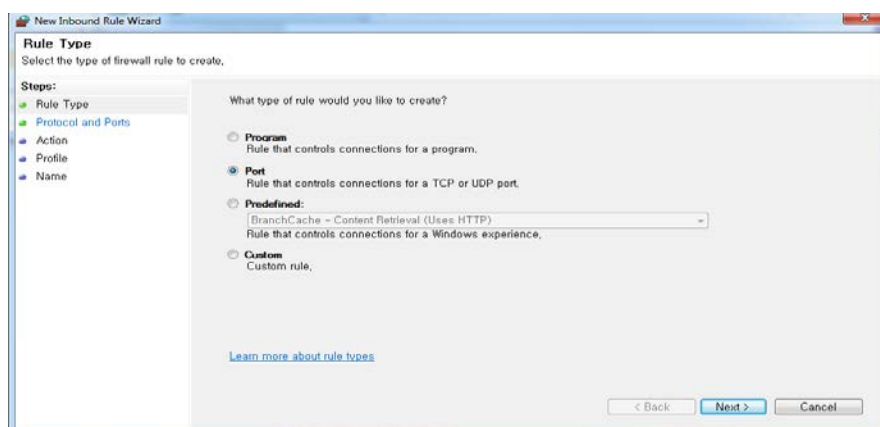 New Inbound Rule Wizard
Rule Type
Select the type of firewall rule to create,
Steps:
Rule Type
Protocol and Ports
Action
Profile
Name
What type of rule would you like to create?
Program
Rule that controls connections for a program,
Port
Rule that controls connections for a TCP or UDP port,
Predefined:
BranchCache - Content Retrieval (Uses HTTP)
Rule that controls connections for a Windows experience,
Custom
Custom rule,
Learn more about rule types
< Back
Next >
Cancel